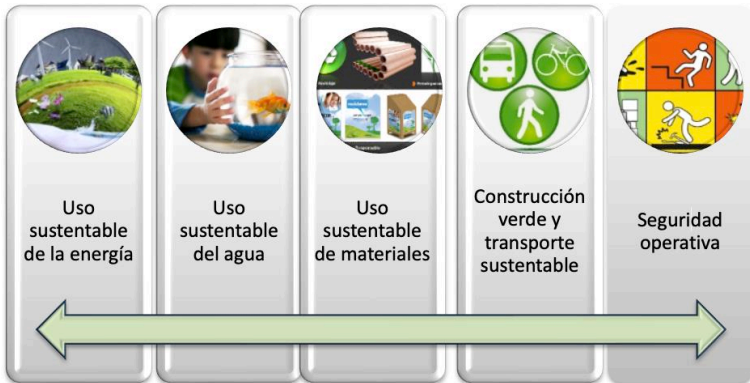 Uso
sustentable
de la energía
Uso
sustentable
del agua
Uso
sustentable
de materiales
Construcción
verde y
transporte
sustentable
Seguridad
operativa